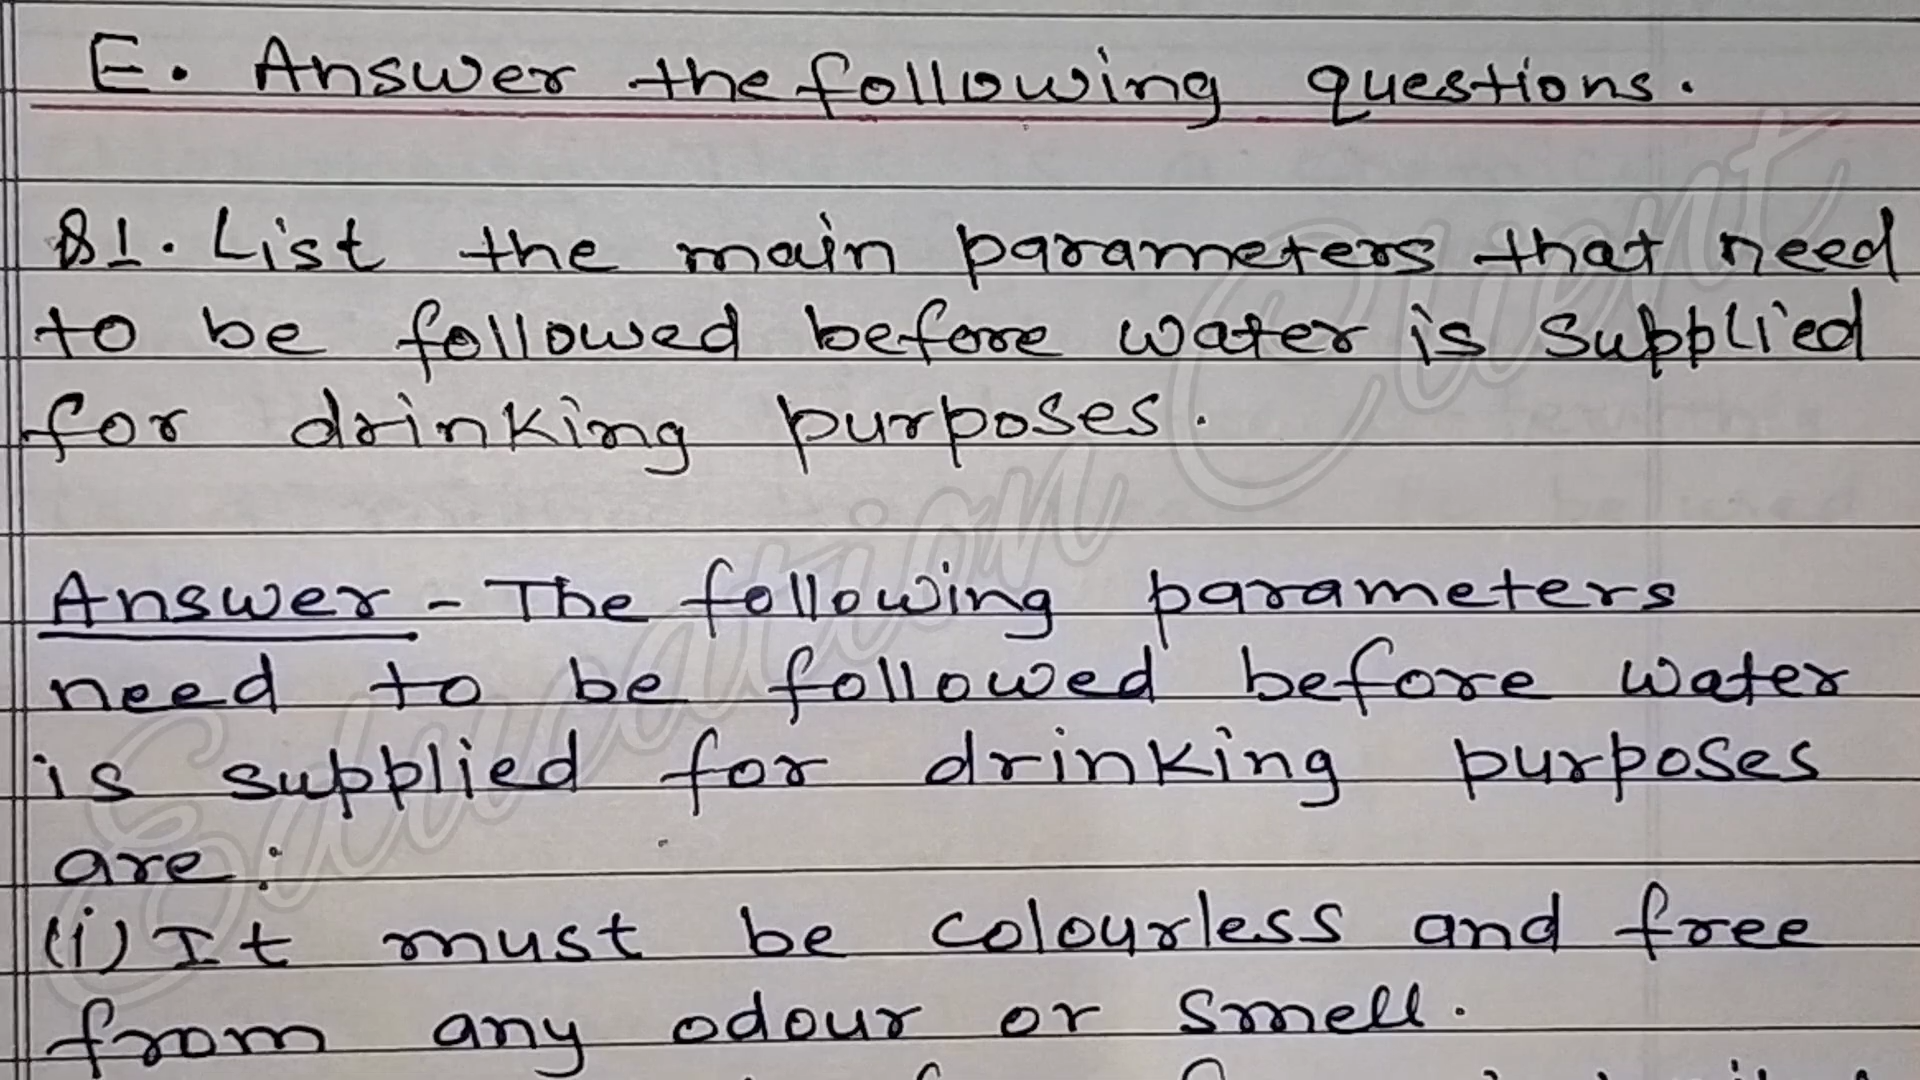 E. Answer the following questions.
Q1. List the main parameters that need
to be followed before water is supplied
for drinking purposes.
Answer - The following parameters
need to be followed before water
is supplied for drinking purposes
are:
(i) It must be colourless and free
from any odour or smell.
Education Client